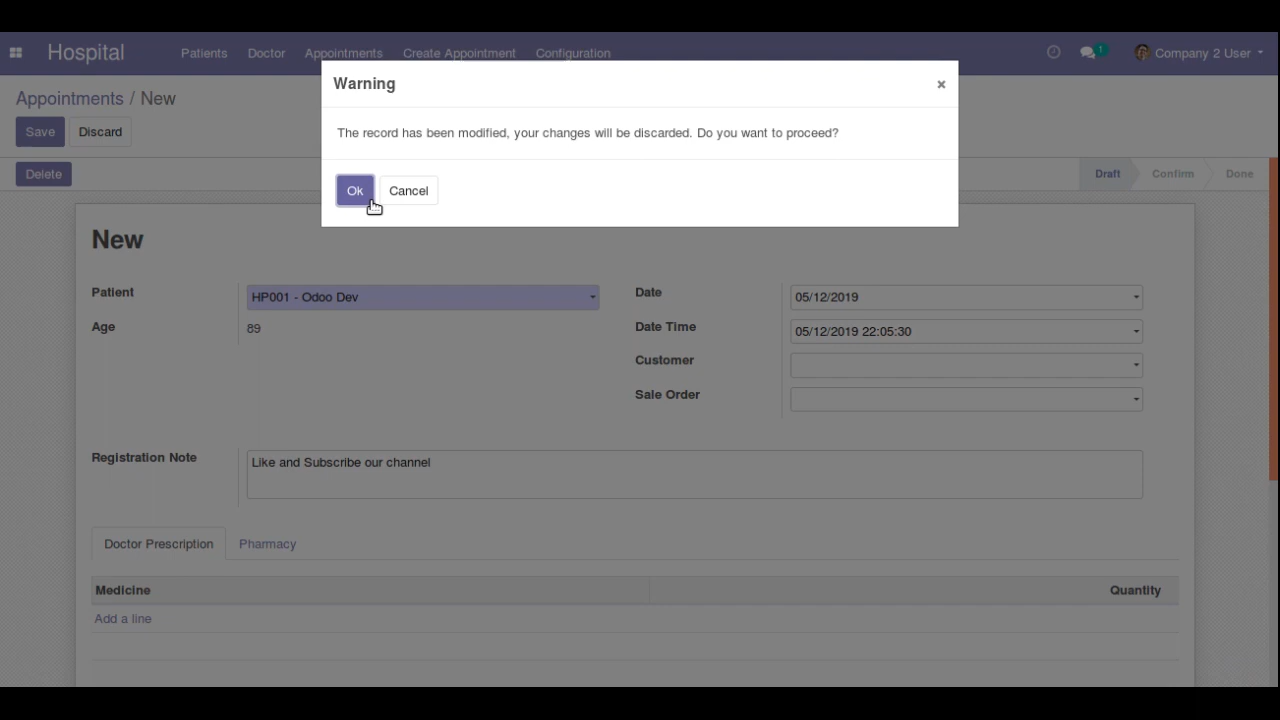 Hospital Patients Doctor Appointments Create Appointment Configuration 1 Company 2 User
Warning ×
Appointments / New
Save Discard
The record has been modified, your changes will be discarded. Do you want to proceed?
Delete
Draft Confirm Done
Ok Cancel
New
Patient HP001 - Odoo Dev
Date 05/12/2019
Age 89
Date Time 05/12/2019 22:05:30
Customer
Sale Order
Registration Note Like and Subscribe our channel
Doctor Prescription Pharmacy
Medicine Quantity
Add a line